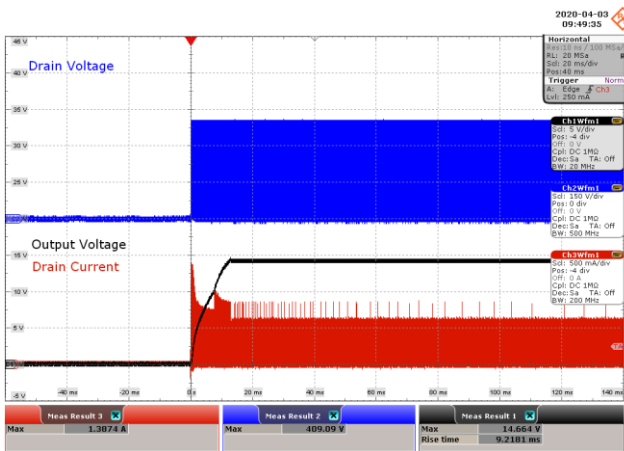 2020-04-03
09:49:35
Horizontal
Res:10 ns / 100 MSa/
RL: 20 MSa
Scl: 20 ms/div
Pos:40 ms
Trigger Norm
A: Edge Ch3
Lvl: 250 mA
45 V
Drain Voltage
40 V
35 V
Ch1Wfm1
Scl: 5 V/div
Pos: -4 div
Off: 0 V
Cpl: DC 1MΩ
Dec:Sa TA: Off
BW: 20 MHz
30 V
25 V
Ch2Wfm1
Scl: 150 V/div
Pos: 0 div
Off: 0 V
Cpl: DC 1MΩ
Dec:Sa TA: Off
BW: 500 MHz
Output Voltage
15 V
Drain Current
Ch3Wfm1
Scl: 500 mA/div
Pos: -4 div
Off: 0 A
Cpl: DC 1MΩ
Dec:Sa TA: Off
BW: 200 MHz
10 V
5 V
-5 V
-40 ms -20 ms 0 s 20 ms 40 ms 60 ms 80 ms 100 ms 120 ms 140 ms
Meas Result 3 Meas Result 2 Meas Result 1
Max 1.3874 A Max 409.09 V Max 14.664 V
Rise time 9.2181 ms